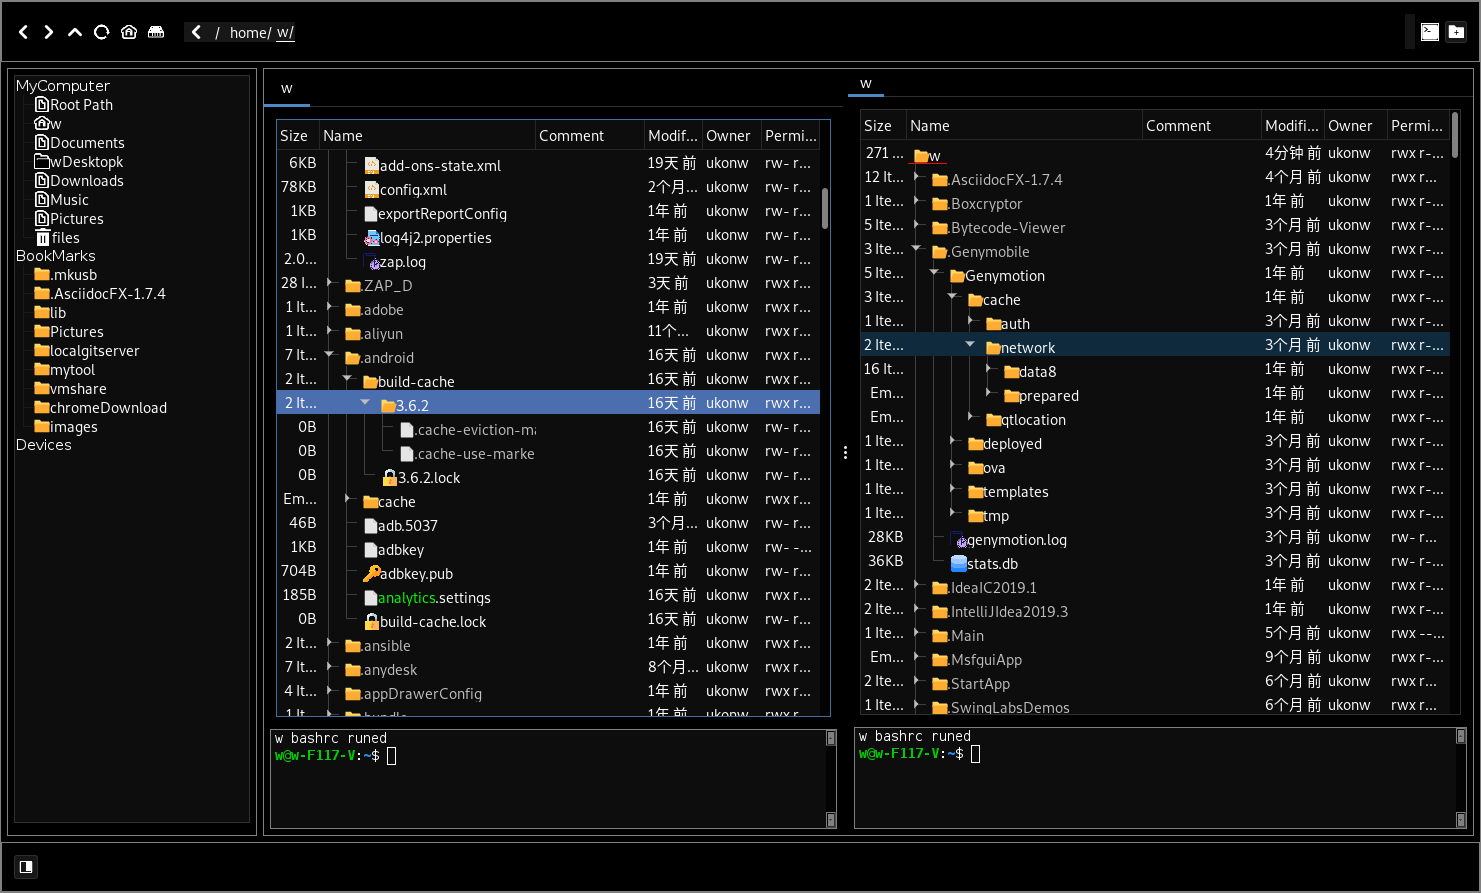 / home/ w/
MyComputer
Root Path
w
Documents
wDesktopk
Downloads
Music
Pictures
files
BookMarks
.mkusb
.AsciidocFX-1.7.4
lib
Pictures
localgitserver
mytool
vmshare
chromeDownload
images
Devices
w
Size Name Comment Modif... Owner Permi...
6KB add-ons-state.xml 19天 前 ukonw rw- r...
78KB config.xml 2个月... ukonw rw- r...
1KB exportReportConfig 1年 前 ukonw rw- r...
1KB log4j2.properties 1年 前 ukonw rw- r...
2.0... zap.log 19天 前 ukonw rw- r...
28 I... .ZAP_D 3天 前 ukonw rwx r...
1 It... .adobe 1年 前 ukonw rwx r...
1 It... .aliyun 11个... ukonw rwx r...
7 It... .android 16天 前 ukonw rwx r...
2 It... build-cache 16天 前 ukonw rwx r...
2 It... 3.6.2 16天 前 ukonw rwx r...
0B .cache-eviction-ma 16天 前 ukonw rw- r...
0B .cache-use-marke 16天 前 ukonw rw- r...
0B 3.6.2.lock 16天 前 ukonw rw- r...
Em... cache 1年 前 ukonw rwx r...
46B adb.5037 3个月... ukonw rw- r...
1KB adbkey 1年 前 ukonw rw- -...
704B adbkey.pub 1年 前 ukonw rw- r...
185B analytics.settings 16天 前 ukonw rwx r...
0B build-cache.lock 16天 前 ukonw rw- r...
2 It... .ansible 1年 前 ukonw rwx r...
7 It... .anydesk 8个月... ukonw rwx r...
4 It... .appDrawerConfig 1年 前 ukonw rwx r...
1 It... .bundle 1年 前 ukonw rwx r...
w bashrc runed
w@w-F117-V:~$
w
Size Name Comment Modifi... Owner Permi...
271 ... w 4分钟 前 ukonw rwx r-...
12 It... .AsciidocFX-1.7.4 4个月 前 ukonw rwx r...
1 Ite... .Boxcryptor 1年 前 ukonw rwx r-...
5 Ite... .Bytecode-Viewer 3个月 前 ukonw rwx r-...
3 Ite... .Genymobile 3个月 前 ukonw rwx r-...
5 Ite... Genymotion 1年 前 ukonw rwx r-...
3 Ite... cache 1年 前 ukonw rwx r-...
1 Ite... auth 3个月 前 ukonw rwx r-...
2 Ite... network 3个月 前 ukonw rwx r-...
16 It... data8 1年 前 ukonw rwx r-...
Em... prepared 1年 前 ukonw rwx r-...
Em... qtlocation 1年 前 ukonw rwx r-...
1 Ite... deployed 3个月 前 ukonw rwx r-...
1 Ite... ova 3个月 前 ukonw rwx r-...
1 Ite... templates 3个月 前 ukonw rwx r-...
1 Ite... tmp 3个月 前 ukonw rwx r-...
28KB genymotion.log 3个月 前 ukonw rw- r-...
36KB stats.db 3个月 前 ukonw rw- r-...
2 Ite... .IdeaIC2019.1 1年 前 ukonw rwx r-...
2 Ite... .IntelliJIdea2019.3 1年 前 ukonw rwx r-...
1 Ite... .Main 5个月 前 ukonw rwx --...
Em... .MsfguiApp 9个月 前 ukonw rwx r-...
2 Ite... .StartApp 6个月 前 ukonw rwx r-...
1 Ite... .SwingLabsDemos 6个月 前 ukonw rwx r-...
w bashrc runed
w@w-F117-V:~$